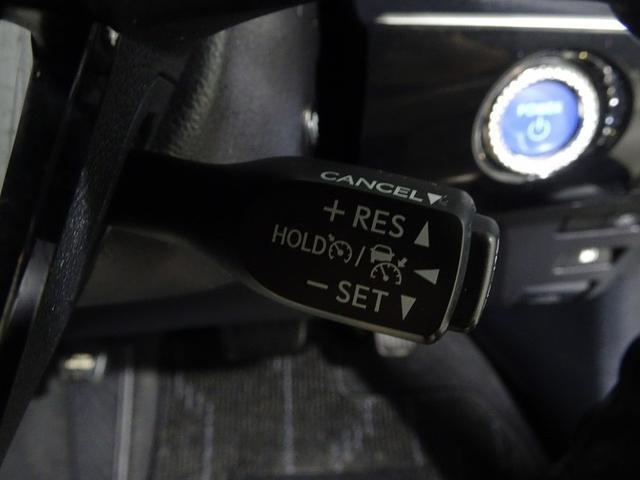 CANCEL
+ RES
HOLD /
− SET
POWER